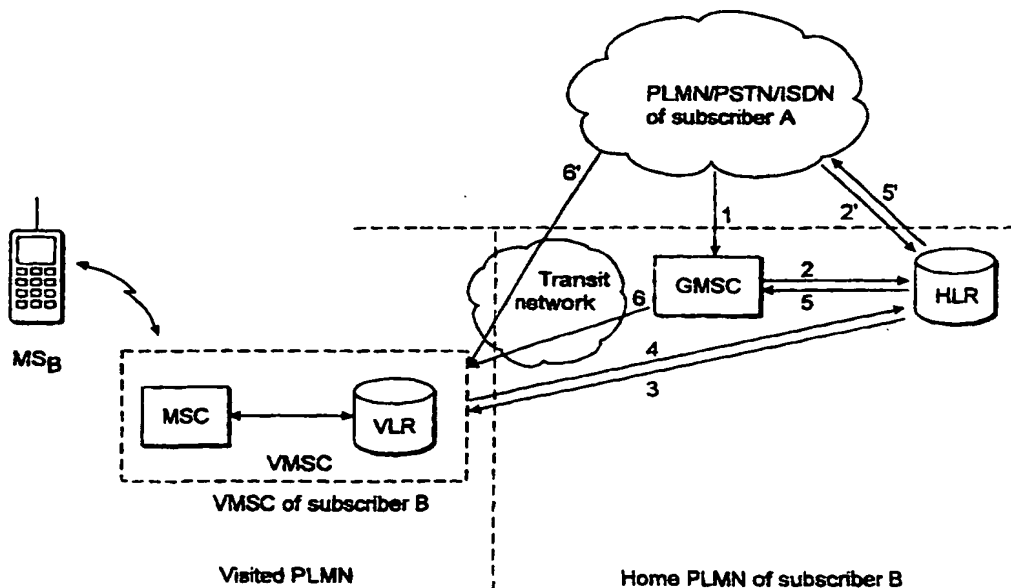 PLMN/PSTN/ISDN
of subscriber A
6'
5'
2'
1
Transit
network
6
GMSC
2
5
HLR
MSB
4
3
MSC
VLR
VMSC
VMSC of subscriber B
Visited PLMN
Home PLMN of subscriber B